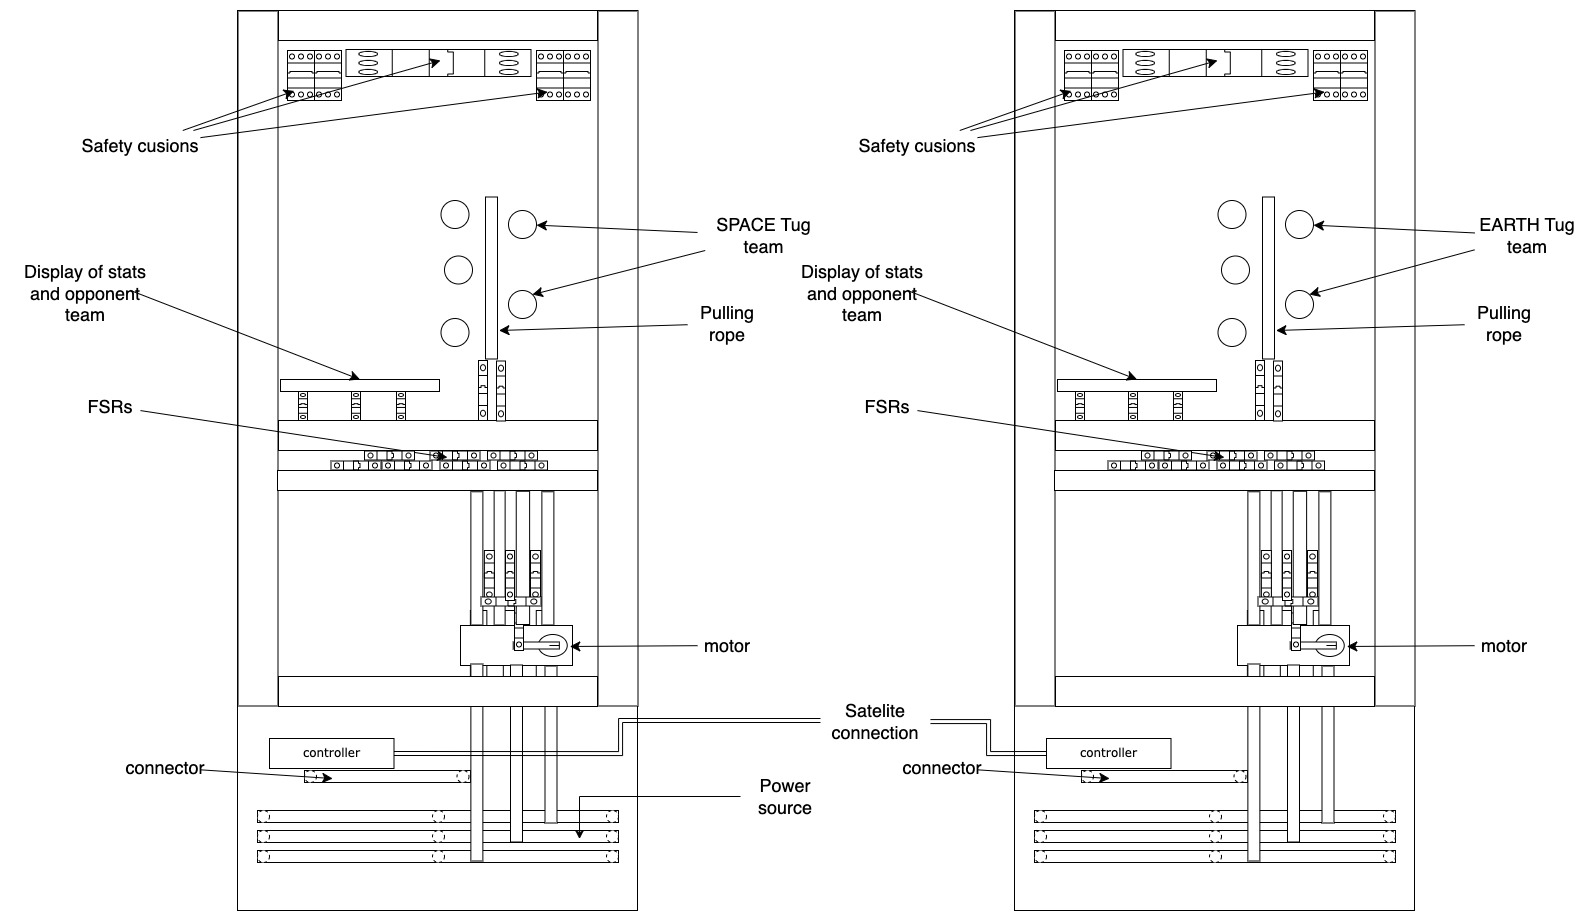 Safety cusions
SPACE Tug
team
Display of stats
and opponent
team
Pulling
rope
FSRs
motor
controller
connector
Power
source
Satelite
connection
Safety cusions
EARTH Tug
team
Display of stats
and opponent
team
Pulling
rope
FSRs
motor
controller
connector